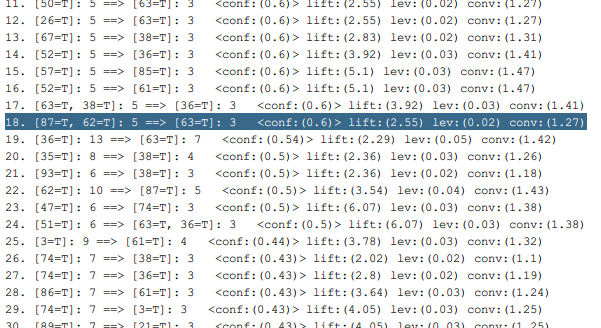 11. [50=T]: 5 ==> [63=T]: 3 <conf:(0.6)> lift:(2.55) lev:(0.02) conv:(1.27)
12. [26=T]: 5 ==> [63=T]: 3 <conf:(0.6)> lift:(2.55) lev:(0.02) conv:(1.27)
13. [67=T]: 5 ==> [38=T]: 3 <conf:(0.6)> lift:(2.83) lev:(0.02) conv:(1.31)
14. [52=T]: 5 ==> [36=T]: 3 <conf:(0.6)> lift:(3.92) lev:(0.03) conv:(1.41)
15. [57=T]: 5 ==> [85=T]: 3 <conf:(0.6)> lift:(5.1) lev:(0.03) conv:(1.47)
16. [52=T]: 5 ==> [61=T]: 3 <conf:(0.6)> lift:(5.1) lev:(0.03) conv:(1.47)
17. [63=T, 38=T]: 5 ==> [36=T]: 3 <conf:(0.6)> lift:(3.92) lev:(0.03) conv:(1.41)
18. [87=T, 62=T]: 5 ==> [63=T]: 3 <conf:(0.6)> lift:(2.55) lev:(0.02) conv:(1.27)
19. [36=T]: 13 ==> [63=T]: 7 <conf:(0.54)> lift:(2.29) lev:(0.05) conv:(1.42)
20. [35=T]: 8 ==> [38=T]: 4 <conf:(0.5)> lift:(2.36) lev:(0.03) conv:(1.26)
21. [93=T]: 6 ==> [38=T]: 3 <conf:(0.5)> lift:(2.36) lev:(0.02) conv:(1.18)
22. [62=T]: 10 ==> [87=T]: 5 <conf:(0.5)> lift:(3.54) lev:(0.04) conv:(1.43)
23. [47=T]: 6 ==> [74=T]: 3 <conf:(0.5)> lift:(6.07) lev:(0.03) conv:(1.38)
24. [51=T]: 6 ==> [63=T, 36=T]: 3 <conf:(0.5)> lift:(6.07) lev:(0.03) conv:(1.38)
25. [3=T]: 9 ==> [61=T]: 4 <conf:(0.44)> lift:(3.78) lev:(0.03) conv:(1.32)
26. [74=T]: 7 ==> [38=T]: 3 <conf:(0.43)> lift:(2.02) lev:(0.02) conv:(1.1)
27. [74=T]: 7 ==> [36=T]: 3 <conf:(0.43)> lift:(2.8) lev:(0.02) conv:(1.19)
28. [86=T]: 7 ==> [61=T]: 3 <conf:(0.43)> lift:(3.64) lev:(0.03) conv:(1.24)
29. [74=T]: 7 ==> [3=T]: 3 <conf:(0.43)> lift:(4.05) lev:(0.03) conv:(1.25)
30. [89=T]: 7 ==> [21=T]: 3 <conf:(0.43)> lift:(4.05) lev:(0.03) conv:(1.25)